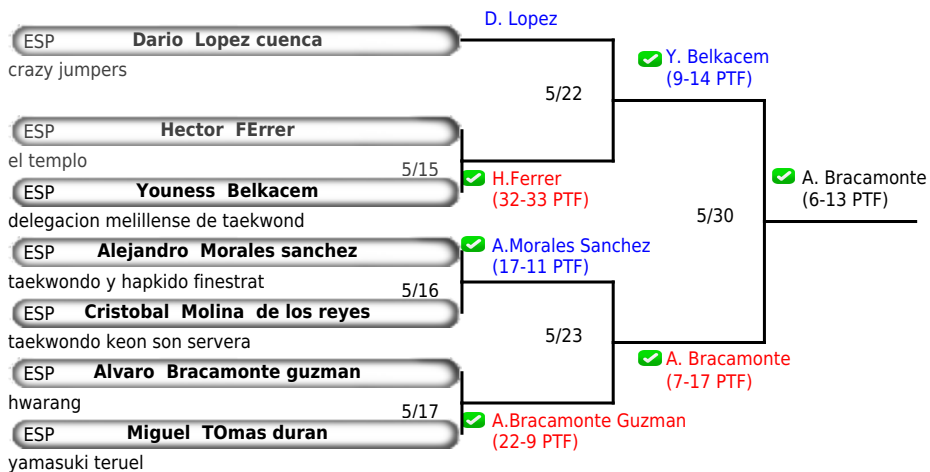 D. Lopez
ESP Dario Lopez cuenca
crazy jumpers
Y. Belkacem
(9-14 PTF)
5/22
ESP Hector FErrer
el templo
5/15
H.Ferrer
(32-33 PTF)
ESP Youness Belkacem
delegacion melillense de taekwond
A. Bracamonte
(6-13 PTF)
5/30
ESP Alejandro Morales sanchez
taekwondo y hapkido finestrat
A.Morales Sanchez
(17-11 PTF)
5/16
ESP Cristobal Molina de los reyes
taekwondo keon son servera
5/23
A. Bracamonte
(7-17 PTF)
ESP Alvaro Bracamonte guzman
hwarang
5/17
A.Bracamonte Guzman
(22-9 PTF)
ESP Miguel TOmas duran
yamasuki teruel